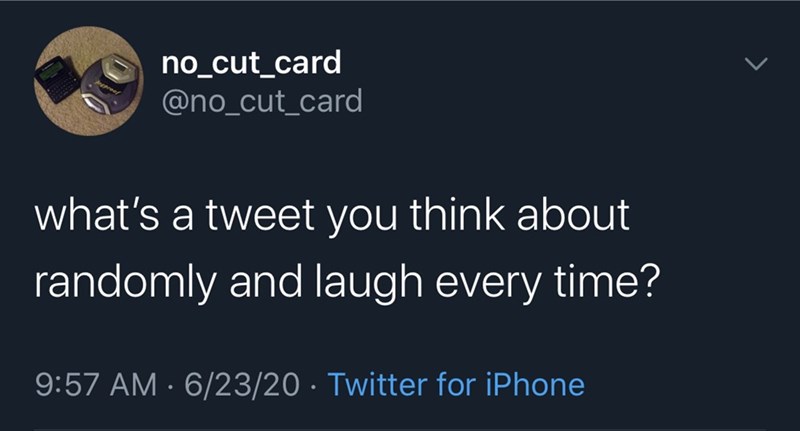 no_cut_card
@no_cut_card
what's a tweet you think about
randomly and laugh every time?
9:57 AM · 6/23/20 · Twitter for iPhone